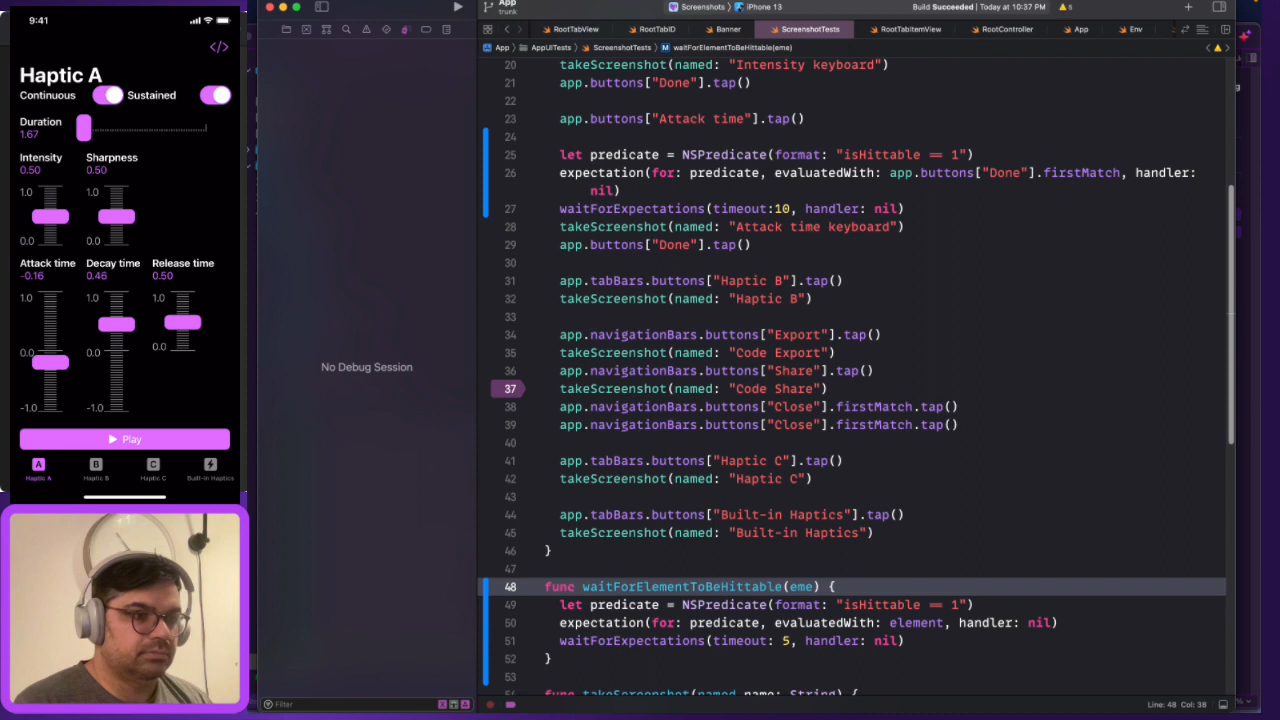 9:41
</>
Haptic A
Continuous
Sustained
Duration
1.67
Intensity
0.50
Sharpness
0.50
1.0
1.0
0.0
0.0
Attack time
-0.16
Decay time
0.46
Release time
0.50
1.0
1.0
1.0
0.0
0.0
0.0
-1.0
-1.0
Play
A
Haptic A
B
Haptic B
C
Haptic C
Built-in Haptics
No Debug Session
Filter
App
trunk
Screenshots
iPhone 13
Build Succeeded | Today at 10:37 PM
5
RootTabView
RootTabID
Banner
ScreenshotTests
RootTabItemView
RootController
App
Env
App
AppUITests
ScreenshotTests
M
waitForElementToBeHittable(eme)
20 takeScreenshot(named: "Intensity keyboard")
21 app.buttons["Done"].tap()
22
23 app.buttons["Attack time"].tap()
24
25 let predicate = NSPredicate(format: "isHittable == 1")
26 expectation(for: predicate, evaluatedWith: app.buttons["Done"].firstMatch, handler:
nil)
27 waitForExpectations(timeout:10, handler: nil)
28 takeScreenshot(named: "Attack time keyboard")
29 app.buttons["Done"].tap()
30
31 app.tabBars.buttons["Haptic B"].tap()
32 takeScreenshot(named: "Haptic B")
33
34 app.navigationBars.buttons["Export"].tap()
35 takeScreenshot(named: "Code Export")
36 app.navigationBars.buttons["Share"].tap()
37 takeScreenshot(named: "Code Share")
38 app.navigationBars.buttons["Close"].firstMatch.tap()
39 app.navigationBars.buttons["Close"].firstMatch.tap()
40
41 app.tabBars.buttons["Haptic C"].tap()
42 takeScreenshot(named: "Haptic C")
43
44 app.tabBars.buttons["Built-in Haptics"].tap()
45 takeScreenshot(named: "Built-in Haptics")
46 }
47
48 func waitForElementToBeHittable(eme) {
49 let predicate = NSPredicate(format: "isHittable == 1")
50 expectation(for: predicate, evaluatedWith: element, handler: nil)
51 waitForExpectations(timeout: 5, handler: nil)
52 }
53
func takeScreenshot(named name: String) {
Line: 48 Col: 38